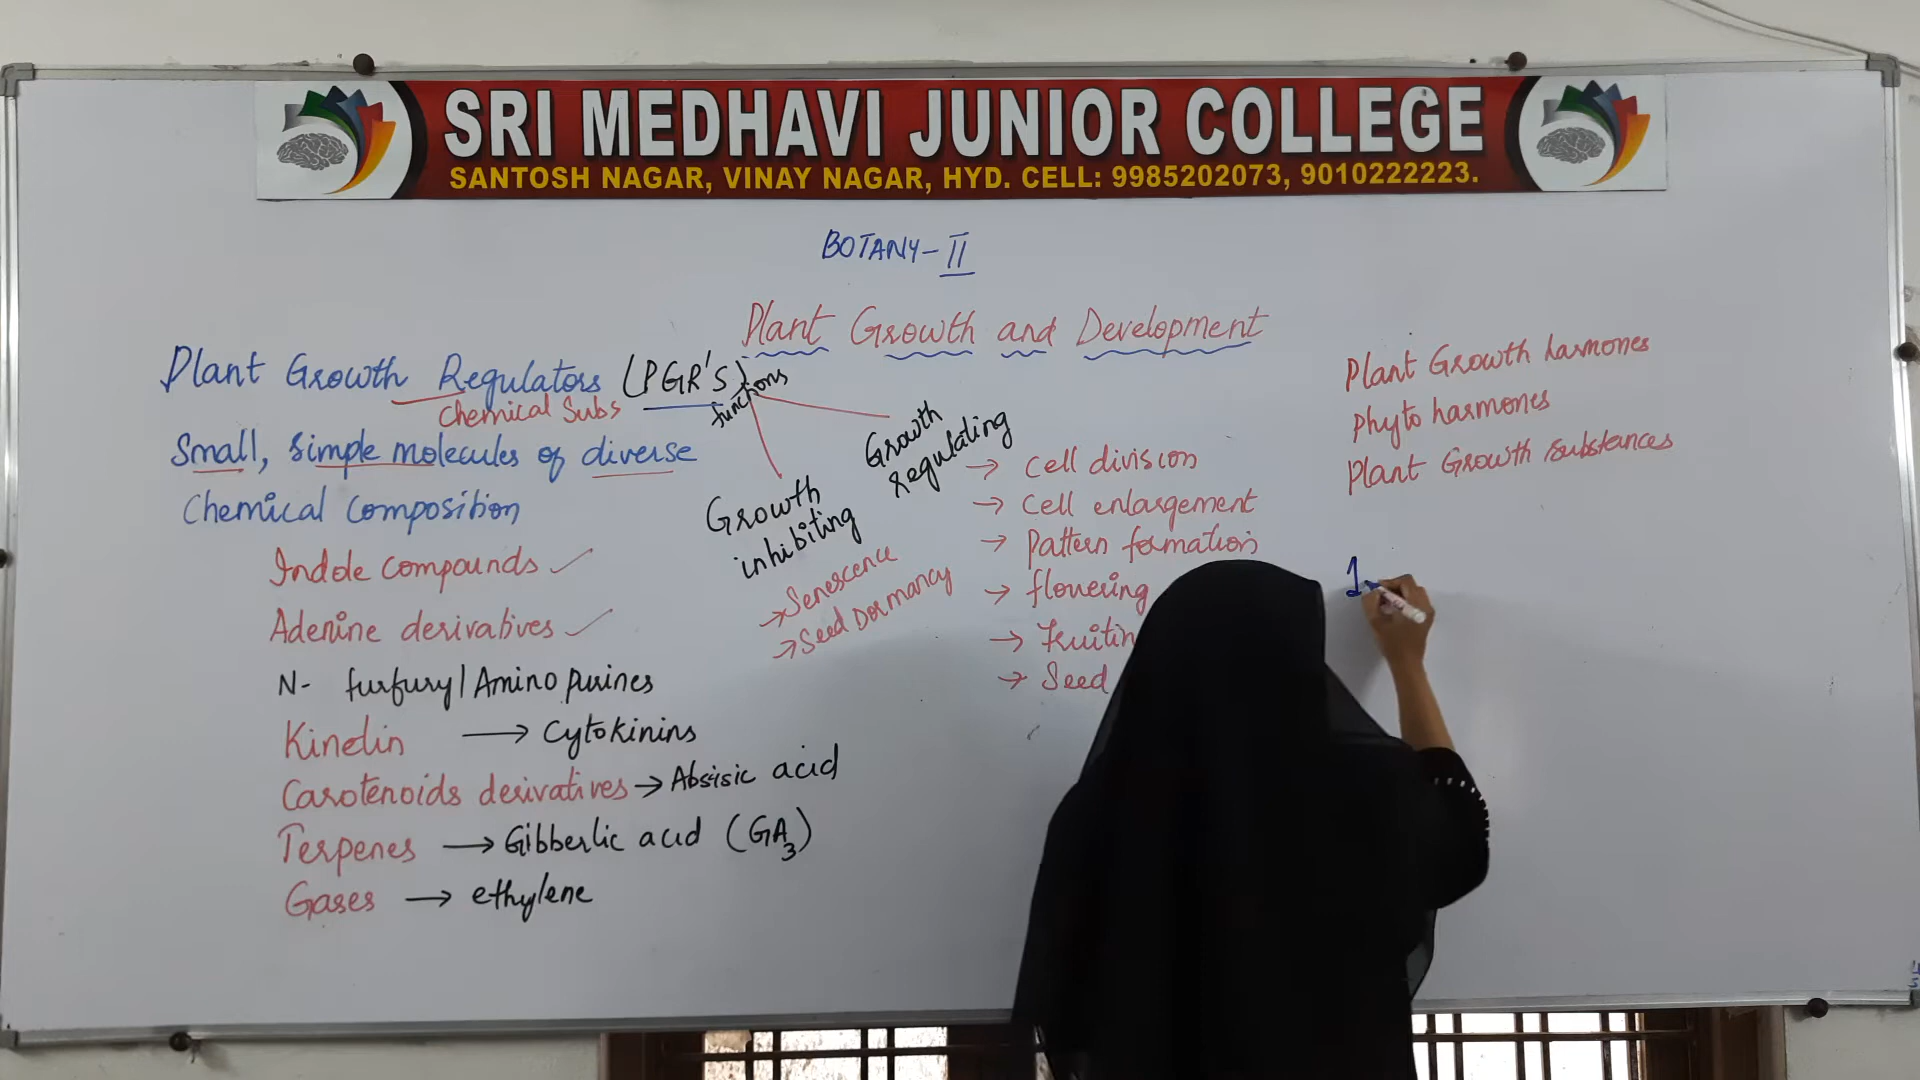 SRI MEDHAVI JUNIOR COLLEGE
SANTOSH NAGAR, VINAY NAGAR, HYD. CELL: 9985202073, 9010222223.
BOTANY-II
Plant Growth and Development
Plant Growth Regulators (PGR'S)
Chemical Subs
Small, simple molecules of diverse
Chemical composition
Indole compounds ✓
Adenine derivatives ✓
N- furfuryl Amino purines
Kinetin → Cytokinins
Carotenoids derivatives → Absisic acid
Terpenes → Gibberlic acid (GA3)
Gases → ethylene
functions
Growth
inhibiting
→ Senescence
→ Seed Dormancy
Growth
regulating
→ cell division
→ cell enlargement
→ pattern formation
→ flowering
→ fruitin
→ Seed
Plant Growth harmones
Phyto harmones
Plant Growth substances
1